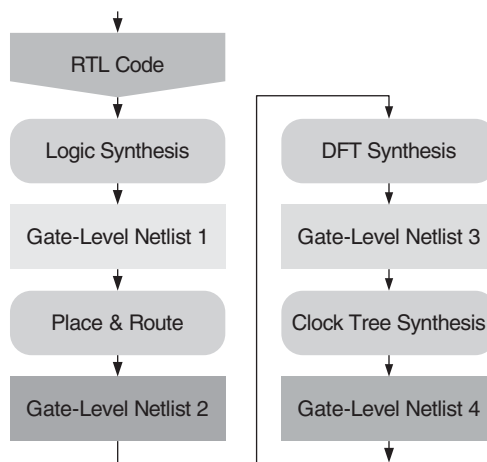 RTL Code
Logic Synthesis
Gate-Level Netlist 1
Place & Route
Gate-Level Netlist 2
DFT Synthesis
Gate-Level Netlist 3
Clock Tree Synthesis
Gate-Level Netlist 4